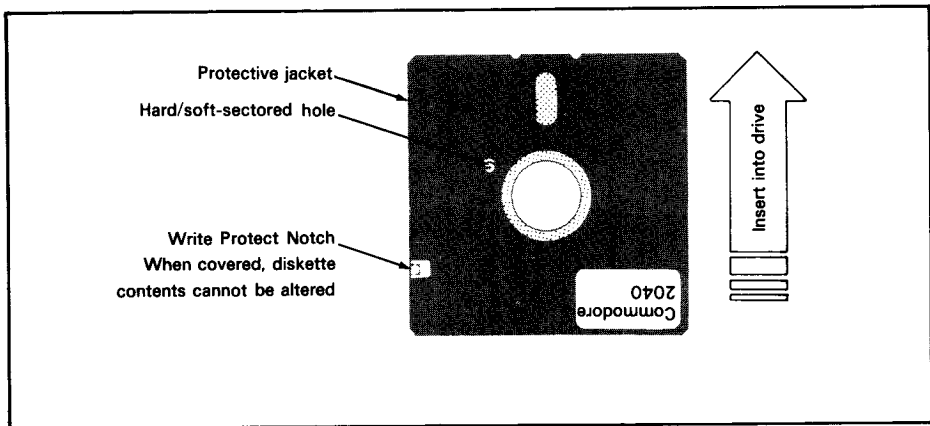 Protective jacket
Hard/soft-sectored hole
Write Protect Notch
When covered, diskette
contents cannot be altered
Commodore
2040
Insert into drive